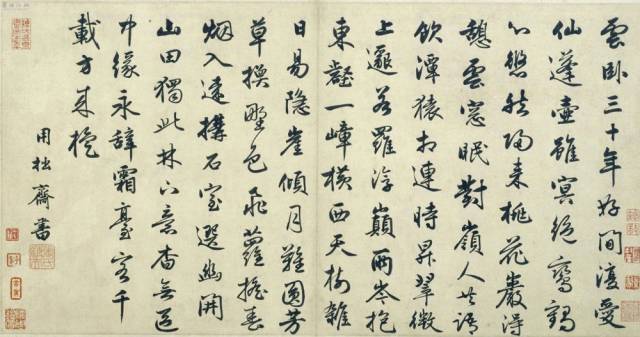 雲卧三十年好閒復愛
仙蓬壺雖冥絕鸞鶴
心悠然歸來桃花巖得
憩雲窓眠對嶺人共語
飲潭猿相連時昇翠微
上邈若羅浮巔兩岑抱
東壑一嶂橫西天樹雜
日易隱崖傾月難圓芳
草換野色飛蘿搖春
烟入遠搆石室選幽開
山田獨此林下意杳無區
中緣永辭霜臺客千
載方來旋
用拙齋書